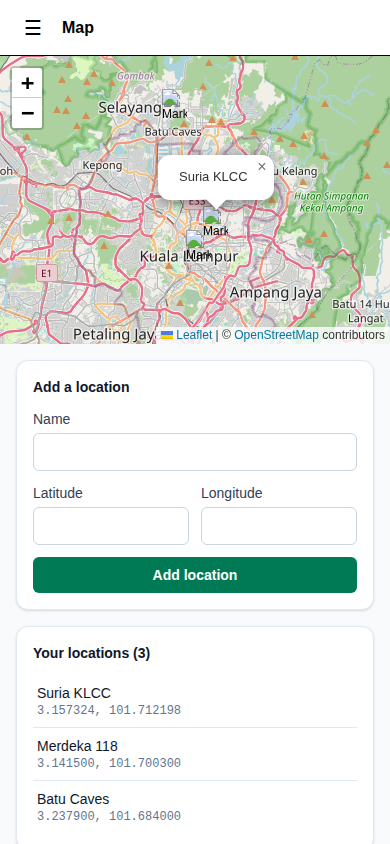 ☰ Map
+
−
Gombak
Selayang
Mark
Batu Caves
Kepong
Suria KLCC
×
u Kelang
Hutan Simpanan
Kekal Ampang
E33
Mark
Mark
Kuala Lumpur
E1
Ampang Jaya
Batu 14 Hu
Langat
Petaling Jay
Leaflet | © OpenStreetMap contributors
Add a location
Name
Latitude Longitude
Add location
Your locations (3)
Suria KLCC
3.157324, 101.712198
Merdeka 118
3.141500, 101.700300
Batu Caves
3.237900, 101.684000